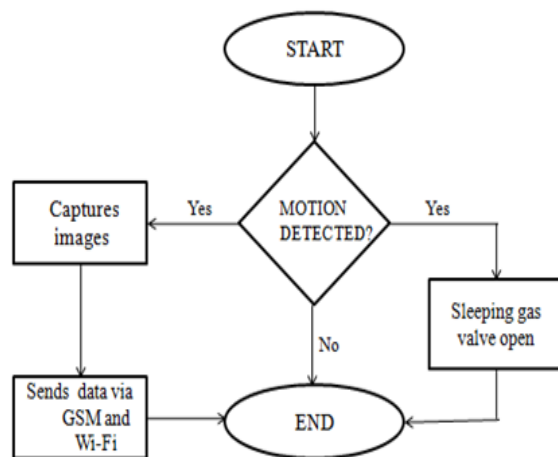 START
MOTION
DETECTED?
Yes
Yes
Captures
images
Sleeping gas
valve open
No
Sends data via
GSM and
Wi-Fi
END